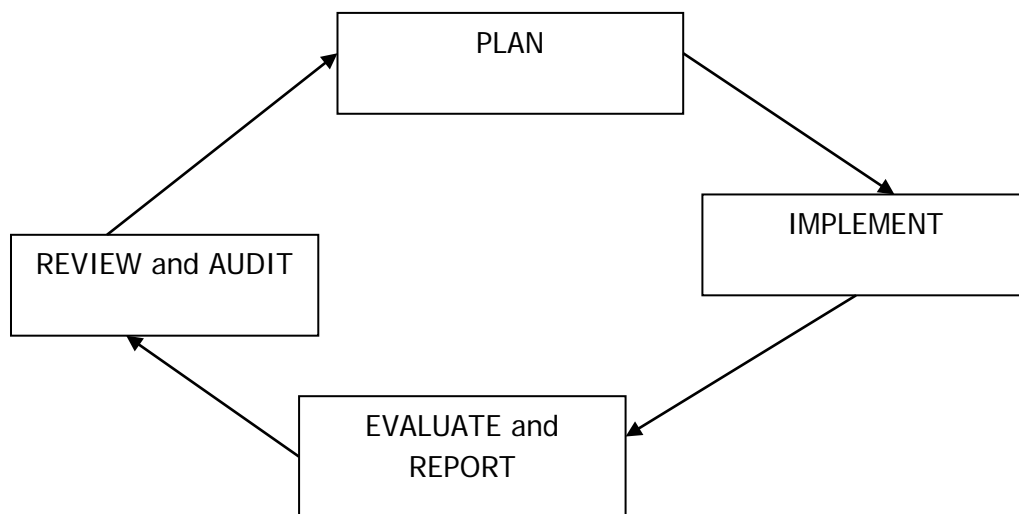 PLAN
IMPLEMENT
REVIEW and AUDIT
EVALUATE and
REPORT